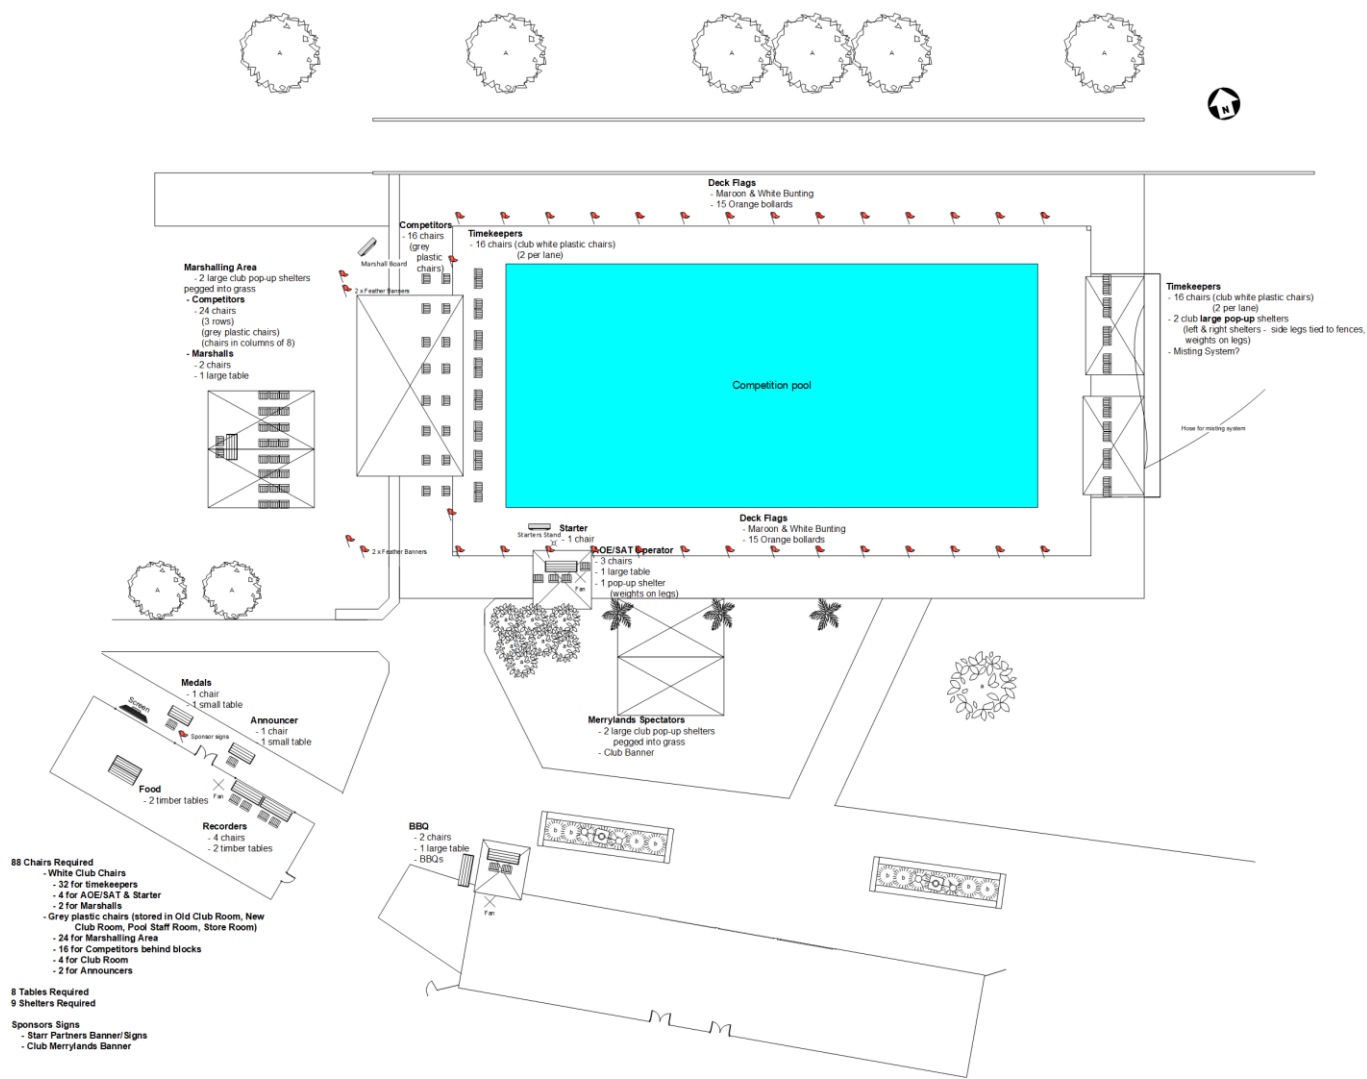 A
A
A
A
A
A
N
Deck Flags
- Maroon & White Bunting
- 15 Orange bollards
Competitors
- 16 chairs
(grey
plastic
chairs)
Timekeepers
- 16 chairs (club white plastic chairs)
(2 per lane)
Marshall Board
Marshalling Area
- 2 large club pop-up shelters
pegged into grass
- Competitors
- 24 chairs
(3 rows)
(grey plastic chairs)
(chairs in columns of 8)
- Marshalls
- 2 chairs
- 1 large table
2 x Feather Banners
Timekeepers
- 16 chairs (club white plastic chairs)
(2 per lane)
- 2 club large pop-up shelters
(left & right shelters - side legs tied to fences,
weights on legs)
- Misting System?
Competition pool
Hose for misting system
Deck Flags
- Maroon & White Bunting
- 15 Orange bollards
Starters Stand
Starter
- 1 chair
2 x Feather Banners
AOE/SAT Operator
- 3 chairs
- 1 large table
- 1 pop-up shelter
(weights on legs)
Fan
A
A
Medals
- 1 chair
- 1 small table
Screen
Sponsor signs
Announcer
- 1 chair
- 1 small table
Merrylands Spectators
- 2 large club pop-up shelters
pegged into grass
- Club Banner
Food
- 2 timber tables
Fan
Recorders
- 4 chairs
- 2 timber tables
BBQ
- 2 chairs
- 1 large table
- BBQs
Fan
88 Chairs Required
- White Club Chairs
- 32 for timekeepers
- 4 for AOE/SAT & Starter
- 2 for Marshalls
- Grey plastic chairs (stored in Old Club Room, New
Club Room, Pool Staff Room, Store Room)
- 24 for Marshalling Area
- 16 for Competitors behind blocks
- 4 for Club Room
- 2 for Announcers
8 Tables Required
9 Shelters Required
Sponsors Signs
- Starr Partners Banner/Signs
- Club Merrylands Banner